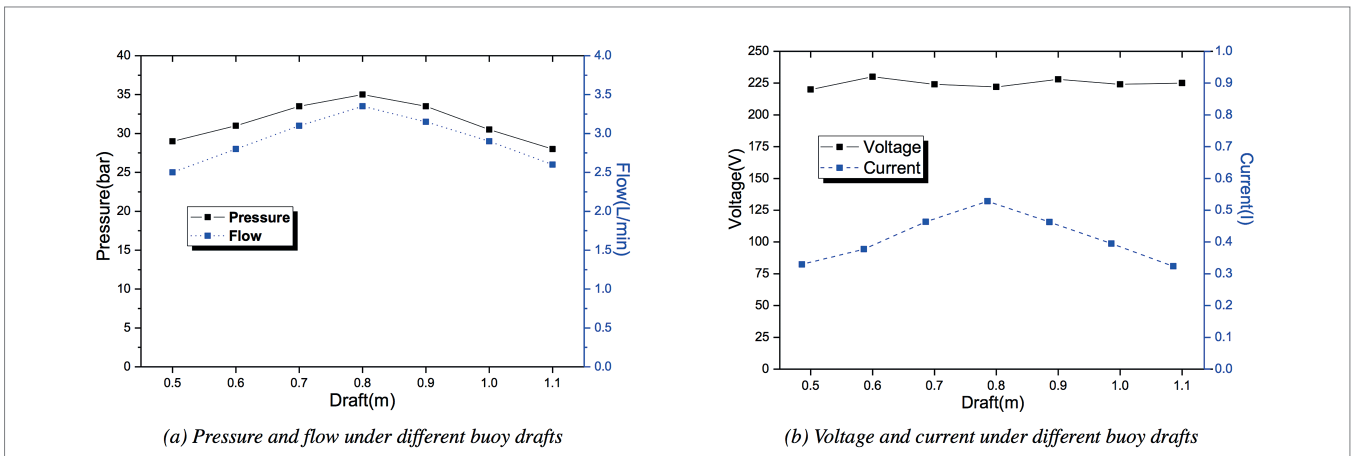 40
35
30
25
20
15
10
5
0
Pressure(bar)
4.0
3.5
3.0
2.5
2.0
1.5
1.0
0.5
0.0
Flow(L/min)
Pressure
Flow
0.5 0.6 0.7 0.8 0.9 1.0 1.1
Draft(m)
(a) Pressure and flow under different buoy drafts
250
225
200
175
150
125
100
75
50
25
0
Voltage(V)
1.0
0.9
0.8
0.7
0.6
0.5
0.4
0.3
0.2
0.1
0.0
Current(I)
Voltage
Current
0.5 0.6 0.7 0.8 0.9 1.0 1.1
Draft(m)
(b) Voltage and current under different buoy drafts